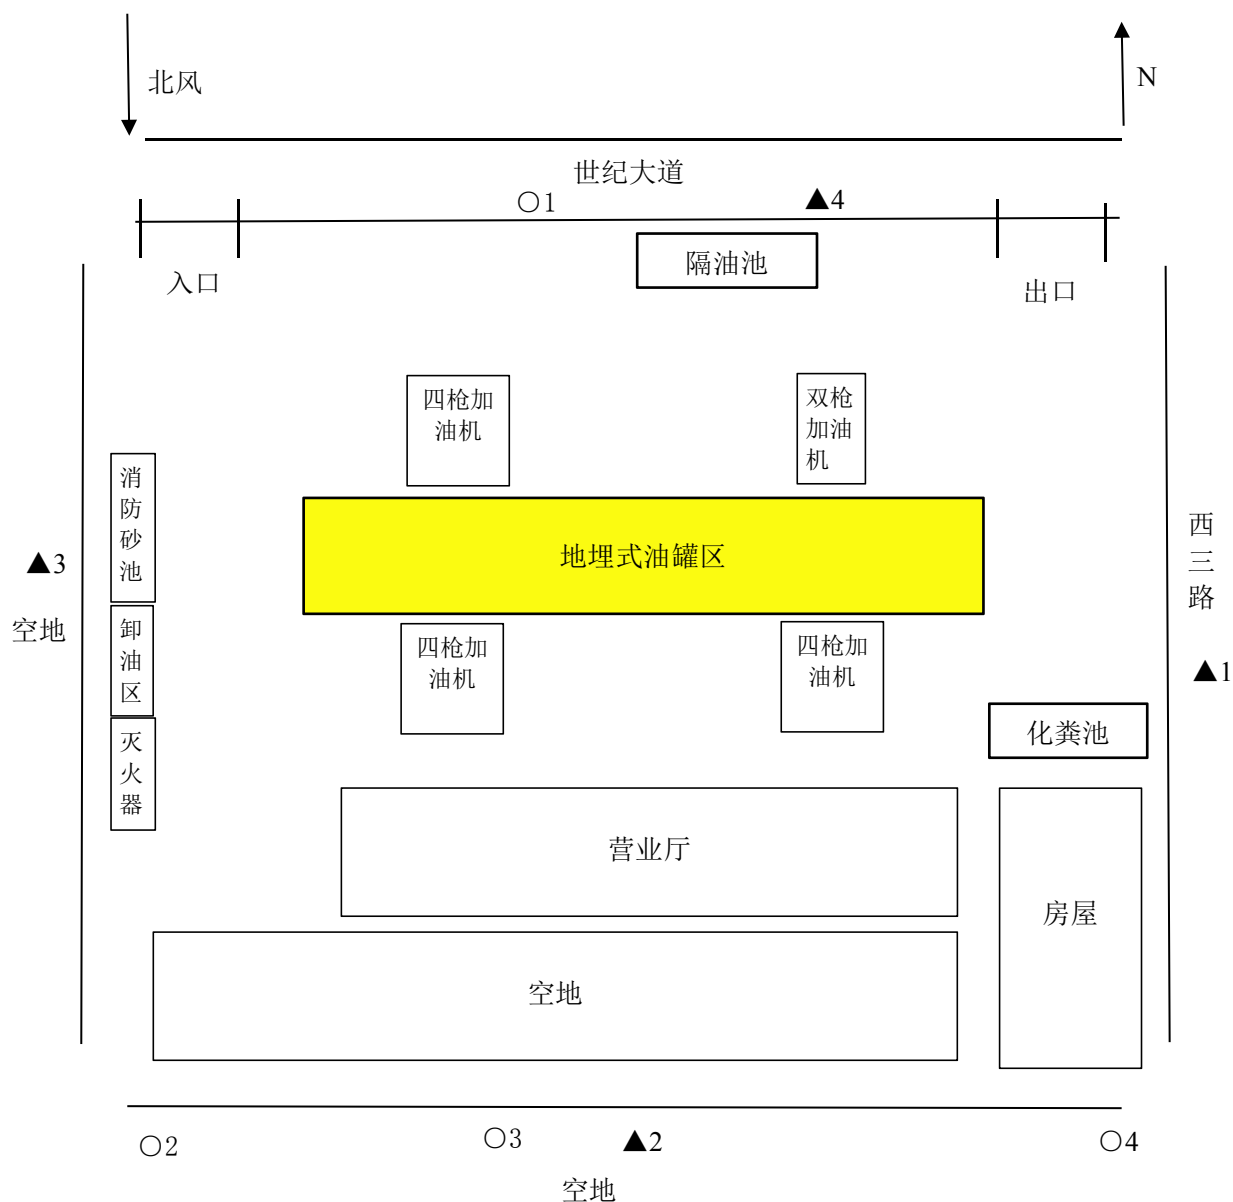 北风
N
世纪大道
○1
▲4
隔油池
入口
出口
四枪加
油机
双枪
加油
机
消
防
砂
池
地埋式油罐区
西
三
路
▲3
空地
卸
油
区
四枪加
油机
四枪加
油机
▲1
化粪池
灭
火
器
营业厅
房屋
空地
○2
○3
▲2
○4
空地